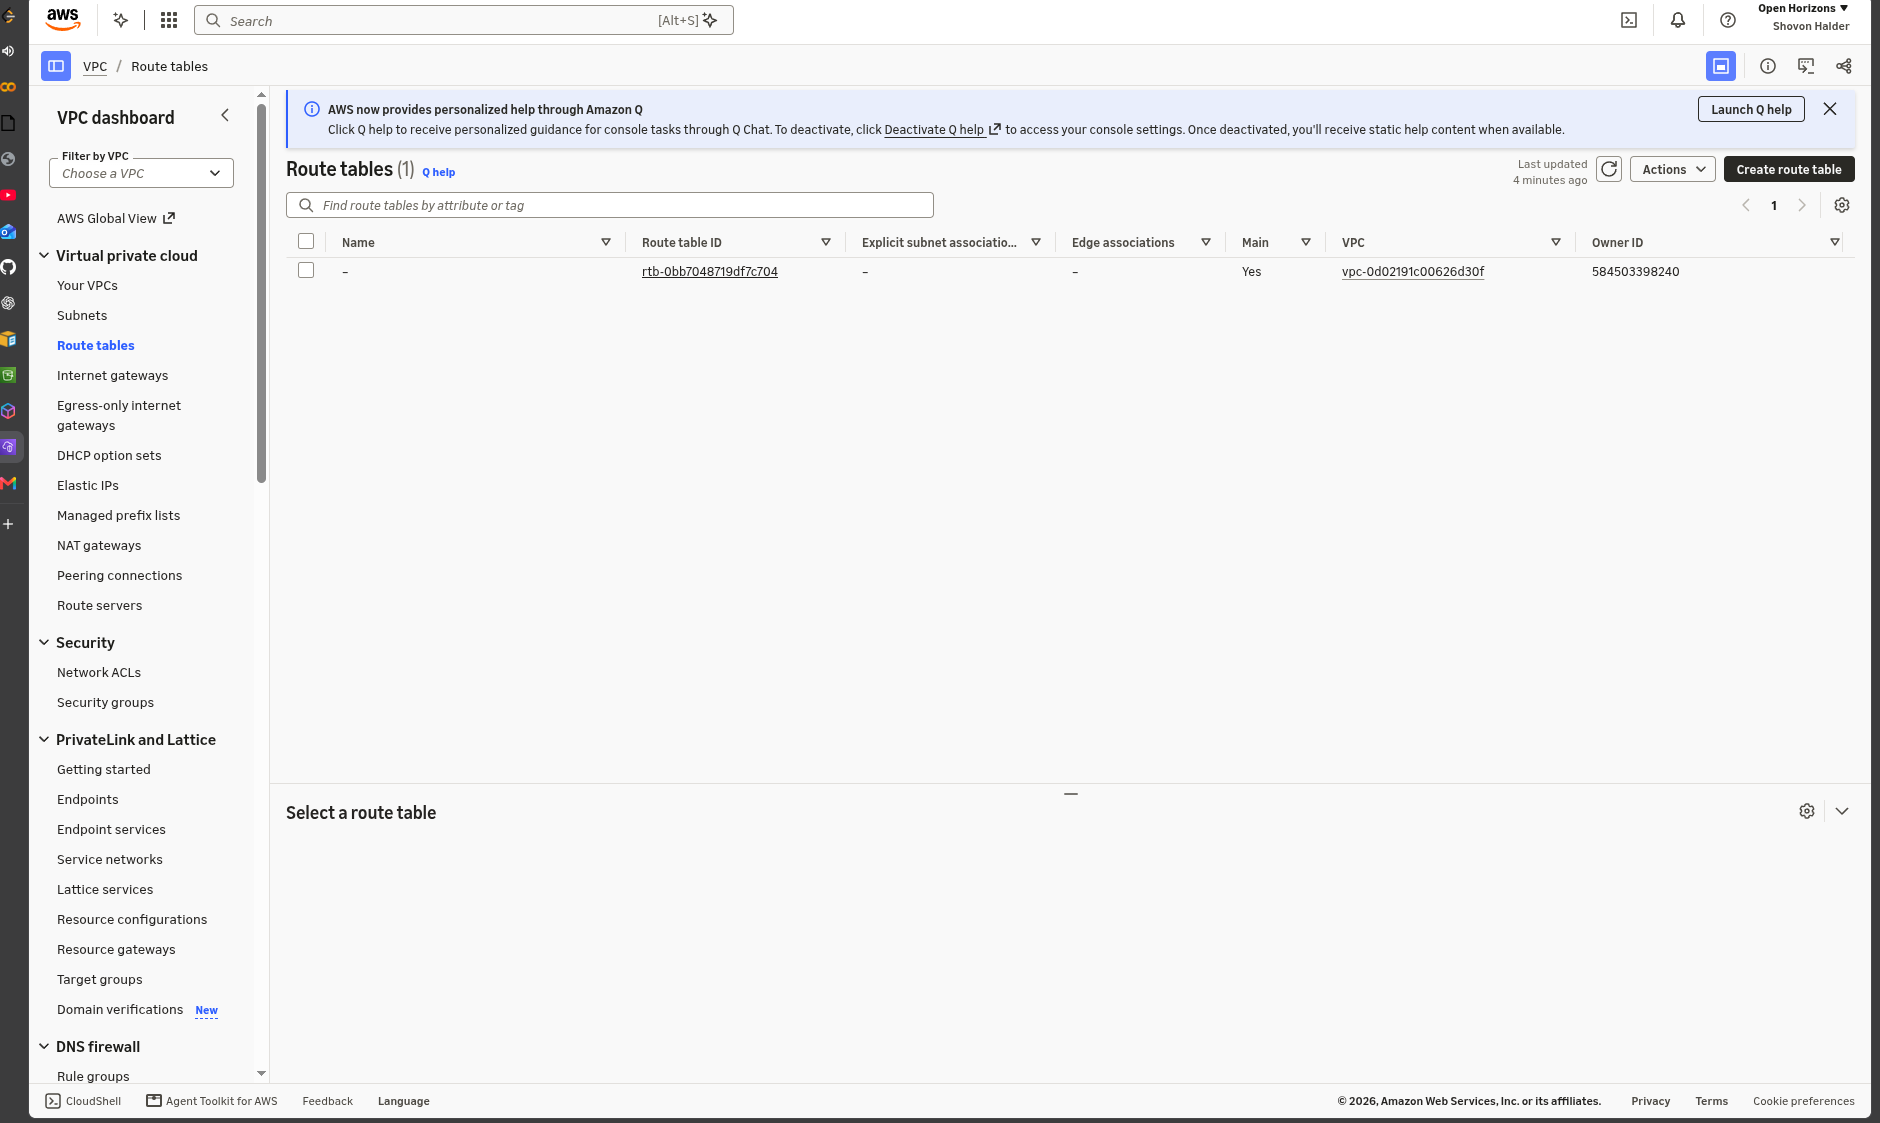 aws
Search
[Alt+S]
Open Horizons
Shovon Halder
VPC / Route tables
VPC dashboard
Filter by VPC
Choose a VPC
AWS Global View
Virtual private cloud
Your VPCs
Subnets
Route tables
Internet gateways
Egress-only internet
gateways
DHCP option sets
Elastic IPs
Managed prefix lists
NAT gateways
Peering connections
Route servers
Security
Network ACLs
Security groups
PrivateLink and Lattice
Getting started
Endpoints
Endpoint services
Service networks
Lattice services
Resource configurations
Resource gateways
Target groups
Domain verifications New
DNS firewall
Rule groups
AWS now provides personalized help through Amazon Q
Click Q help to receive personalized guidance for console tasks through Q Chat. To deactivate, click Deactivate Q help to access your console settings. Once deactivated, you'll receive static help content when available.
Launch Q help
Route tables (1) Q help
Last updated
4 minutes ago
Actions
Create route table
Find route tables by attribute or tag
1
Name Route table ID Explicit subnet associatio... Edge associations Main VPC Owner ID
– rtb-0bb7048719df7c704 – – Yes vpc-0d02191c00626d30f 584503398240
Select a route table
CloudShell Agent Toolkit for AWS Feedback Language
© 2026, Amazon Web Services, Inc. or its affiliates. Privacy Terms Cookie preferences